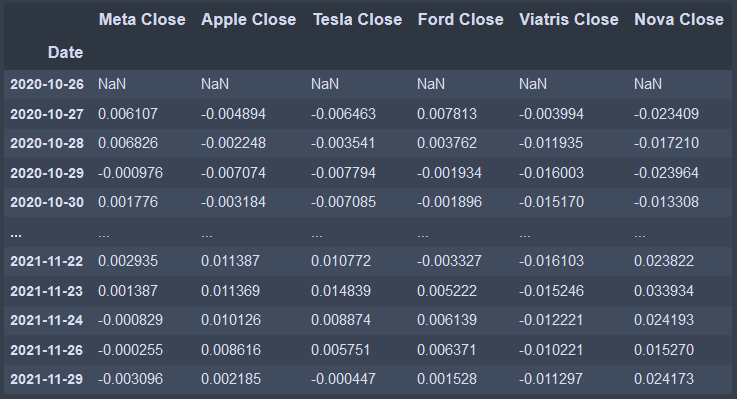 Meta Close Apple Close Tesla Close Ford Close Viatris Close Nova Close
Date
2020-10-26 NaN NaN NaN NaN NaN NaN
2020-10-27 0.006107 -0.004894 -0.006463 0.007813 -0.003994 -0.023409
2020-10-28 0.006826 -0.002248 -0.003541 0.003762 -0.011935 -0.017210
2020-10-29 -0.000976 -0.007074 -0.007794 -0.001934 -0.016003 -0.023964
2020-10-30 0.001776 -0.003184 -0.007085 -0.001896 -0.015170 -0.013308
... ... ... ... ... ... ...
2021-11-22 0.002935 0.011387 0.010772 -0.003327 -0.016103 0.023822
2021-11-23 0.001387 0.011369 0.014839 0.005222 -0.015246 0.033934
2021-11-24 -0.000829 0.010126 0.008874 0.006139 -0.012221 0.024193
2021-11-26 -0.000255 0.008616 0.005751 0.006371 -0.010221 0.015270
2021-11-29 -0.003096 0.002185 -0.000447 0.001528 -0.011297 0.024173